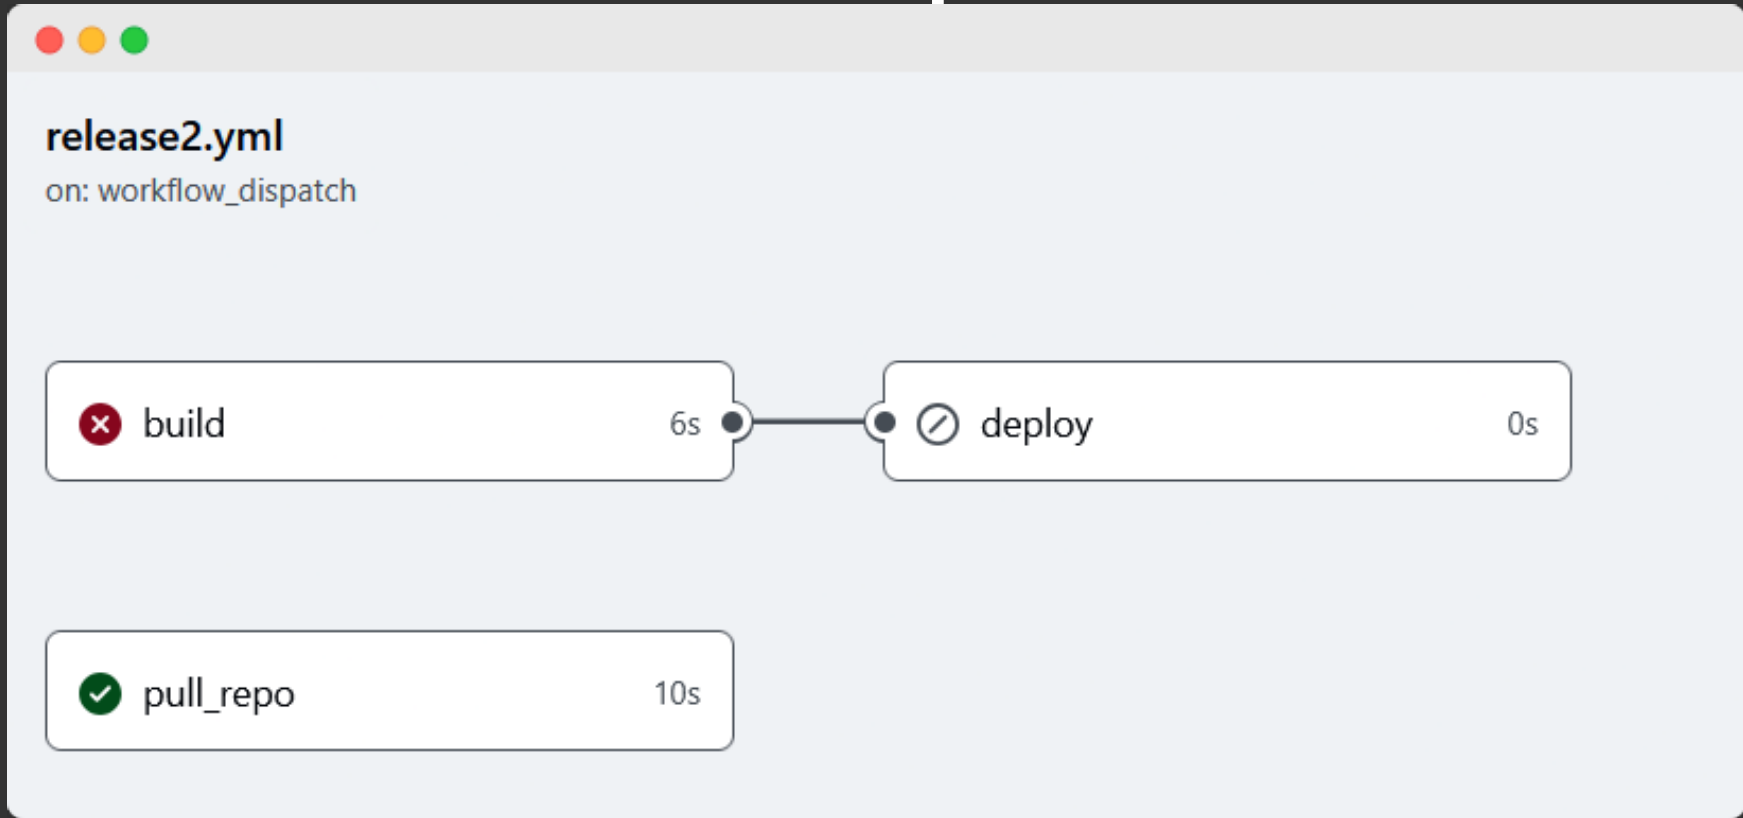 release2.yml
on: workflow_dispatch
build 6s
deploy 0s
pull_repo 10s